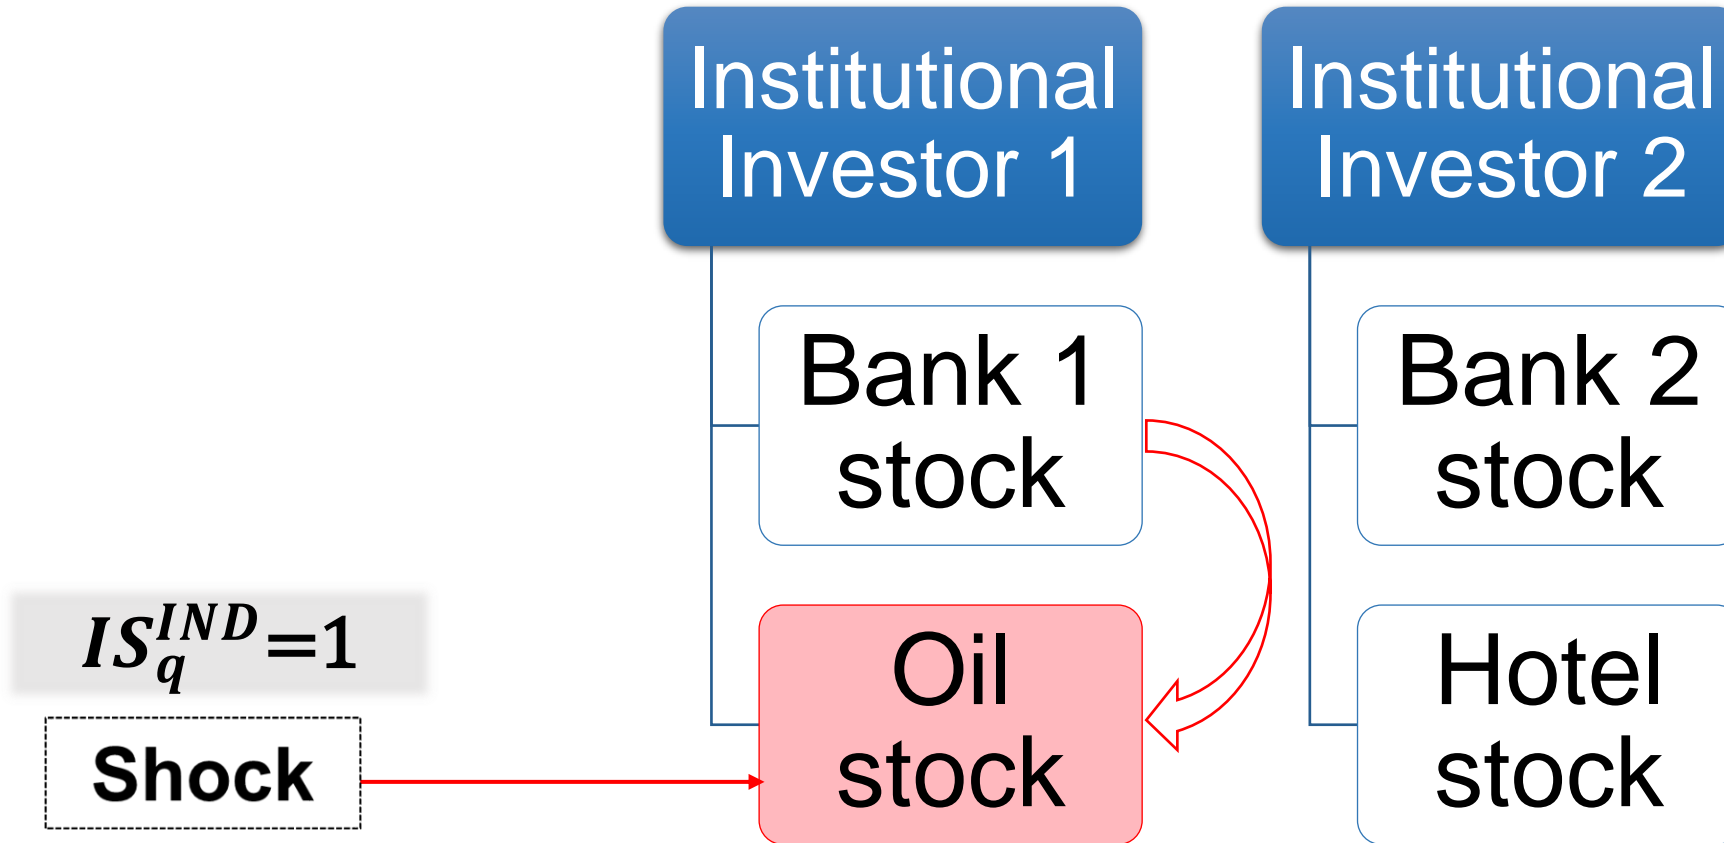 Institutional
Investor 1
Institutional
Investor 2
Bank 1
stock
Bank 2
stock
Oil
stock
Hotel
stock
IS_q^{IND}=1
Shock